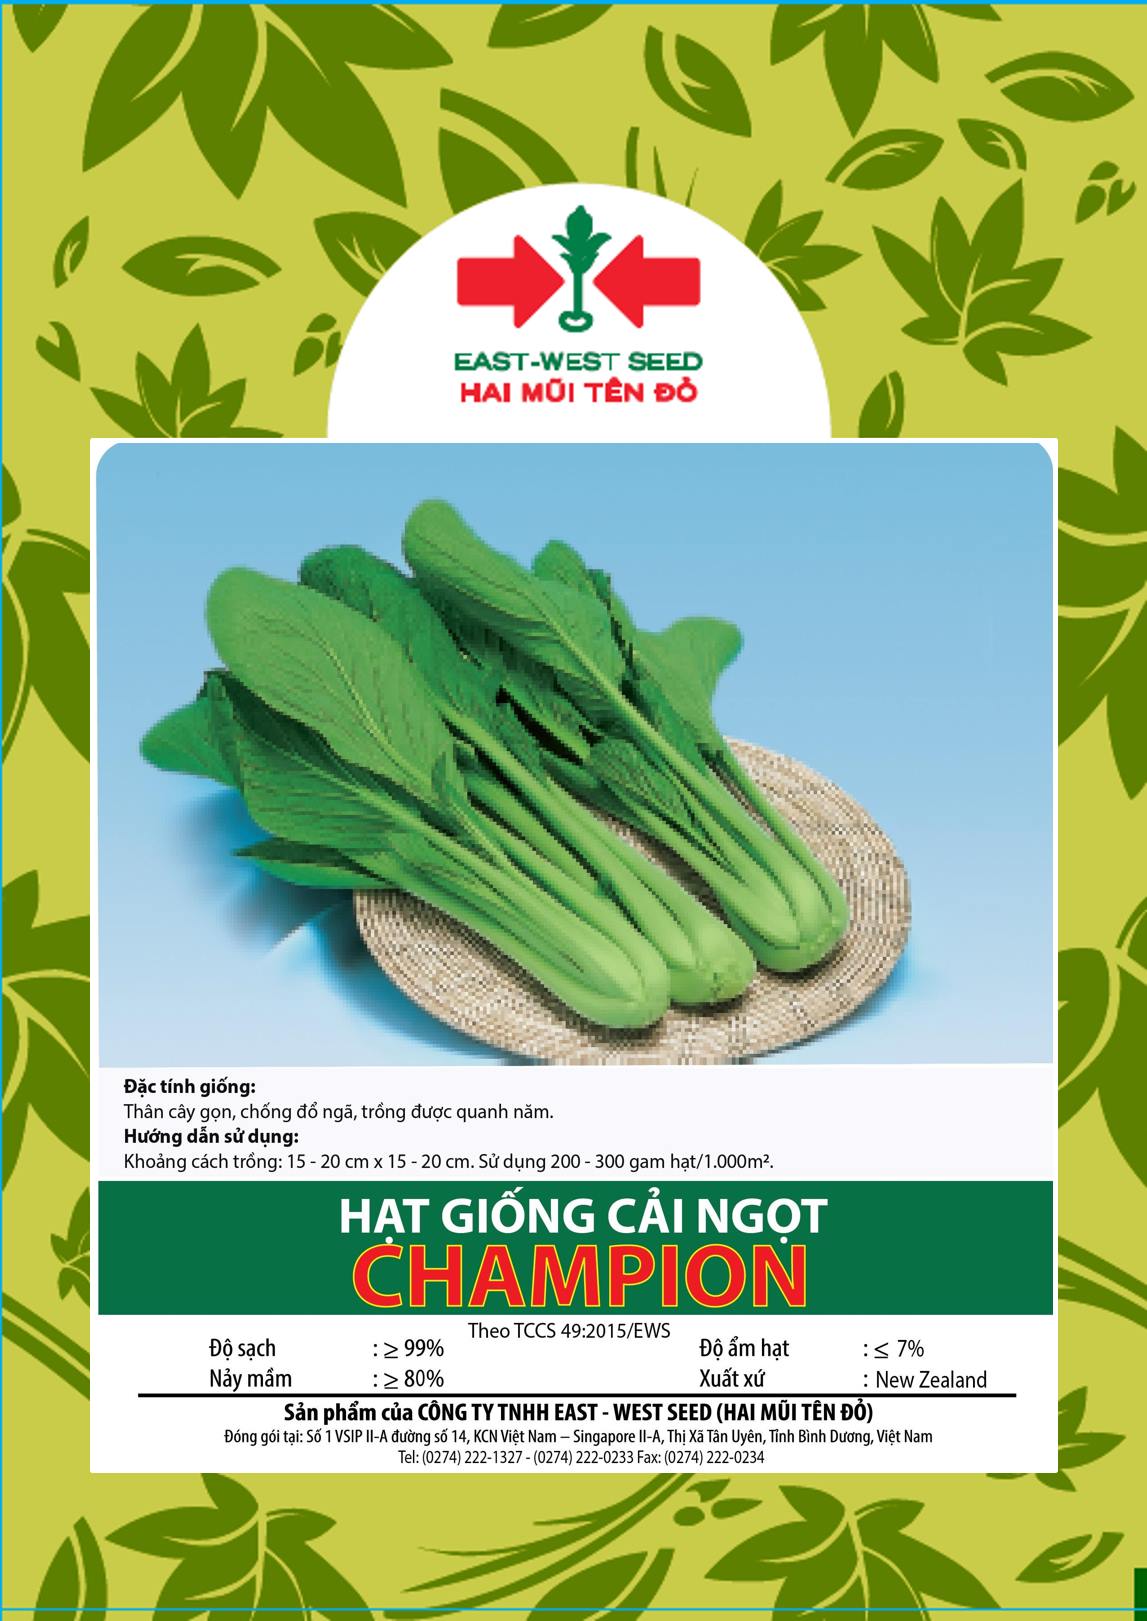 EAST-WEST SEED
HAI MŨI TÊN ĐỎ
Đặc tính giống:
Thân cây gọn, chống đổ ngã, trồng được quanh năm.
Hướng dẫn sử dụng:
Khoảng cách trồng: 15 - 20 cm x 15 - 20 cm. Sử dụng 200 - 300 gam hạt/1.000m².
HẠT GIỐNG CẢI NGỌT
CHAMPION
Theo TCCS 49:2015/EWS
Độ sạch : ≥ 99% Độ ẩm hạt : ≤ 7%
Nảy mầm : ≥ 80% Xuất xứ : New Zealand
Sản phẩm của CÔNG TY TNHH EAST - WEST SEED (HAI MŨI TÊN ĐỎ)
Đóng gói tại: Số 1 VSIP II-A đường số 14, KCN Việt Nam – Singapore II-A, Thị Xã Tân Uyên, Tỉnh Bình Dương, Việt Nam
Tel: (0274) 222-1327 - (0274) 222-0233 Fax: (0274) 222-0234